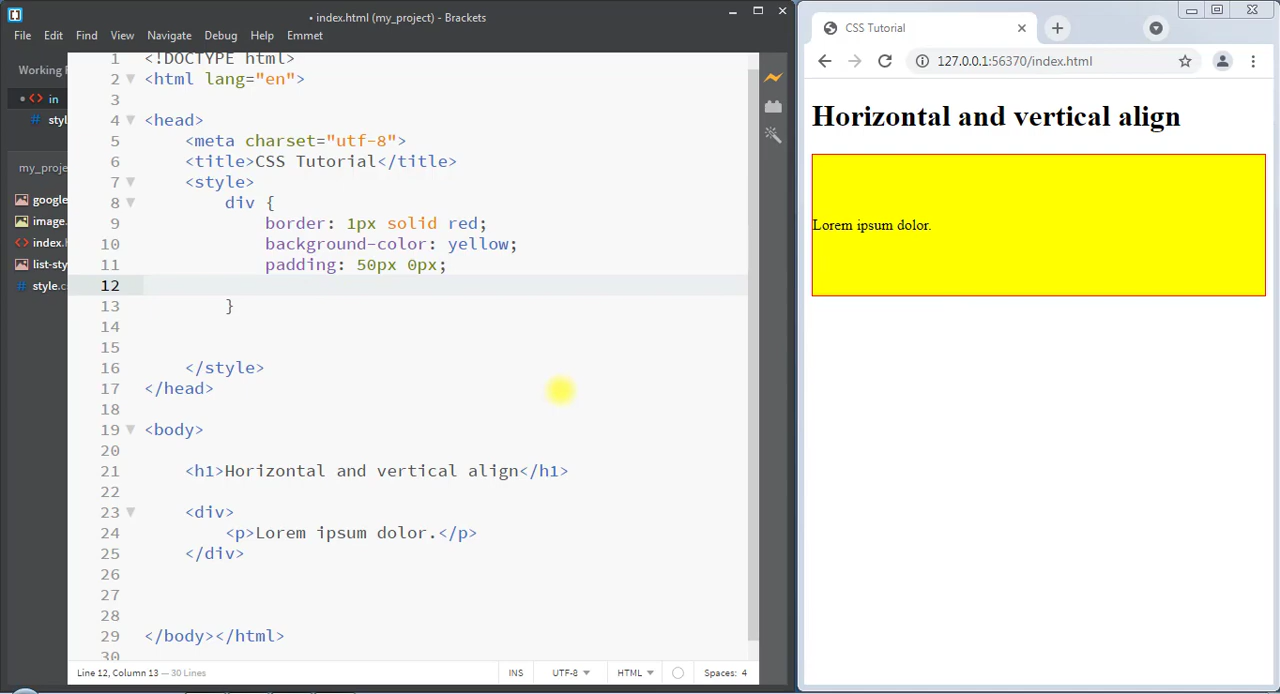 • index.html (my_project) - Brackets
File Edit Find View Navigate Debug Help Emmet
Working
in
styl
my_proje
google
image.
index.h
list-sty
style.c
1 <!DOCTYPE html>
2 <html lang="en">
3
4 <head>
5 <meta charset="utf-8">
6 <title>CSS Tutorial</title>
7 <style>
8 div {
9 border: 1px solid red;
10 background-color: yellow;
11 padding: 50px 0px;
12
13 }
14
15
16 </style>
17 </head>
18
19 <body>
20
21 <h1>Horizontal and vertical align</h1>
22
23 <div>
24 <p>Lorem ipsum dolor.</p>
25 </div>
26
27
28
29 </body></html>
30
Line 12, Column 13 — 30 Lines
INS UTF-8 HTML Spaces: 4
CSS Tutorial
127.0.0.1:56370/index.html
Horizontal and vertical align
Lorem ipsum dolor.